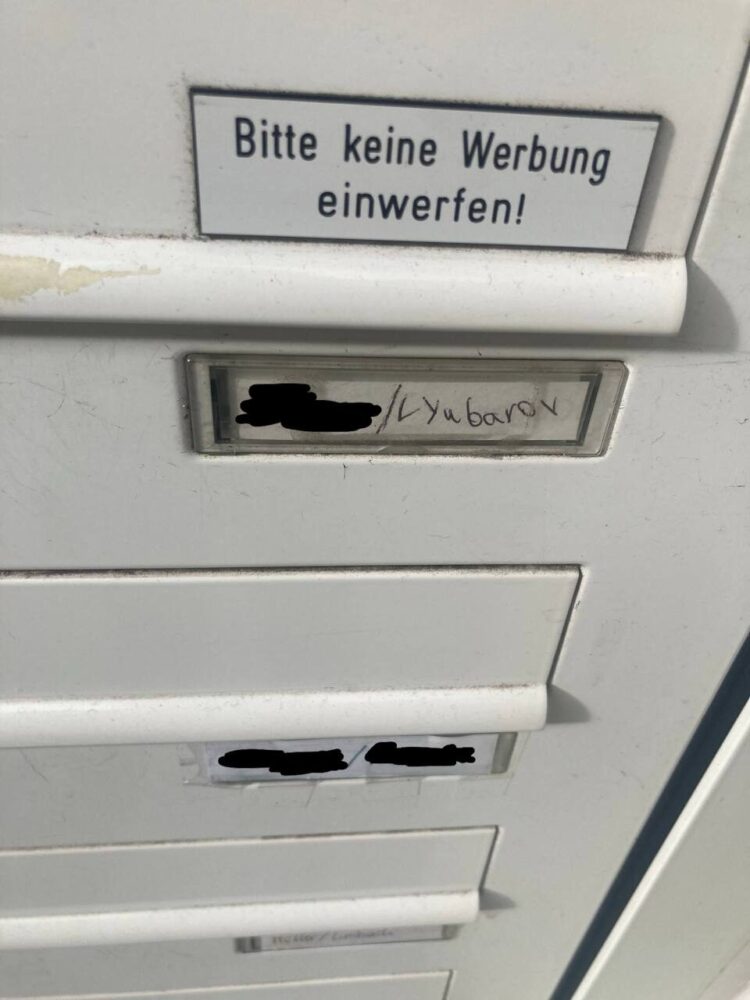 Bitte keine Werbung
einwerfen!
/Lyubarov
/